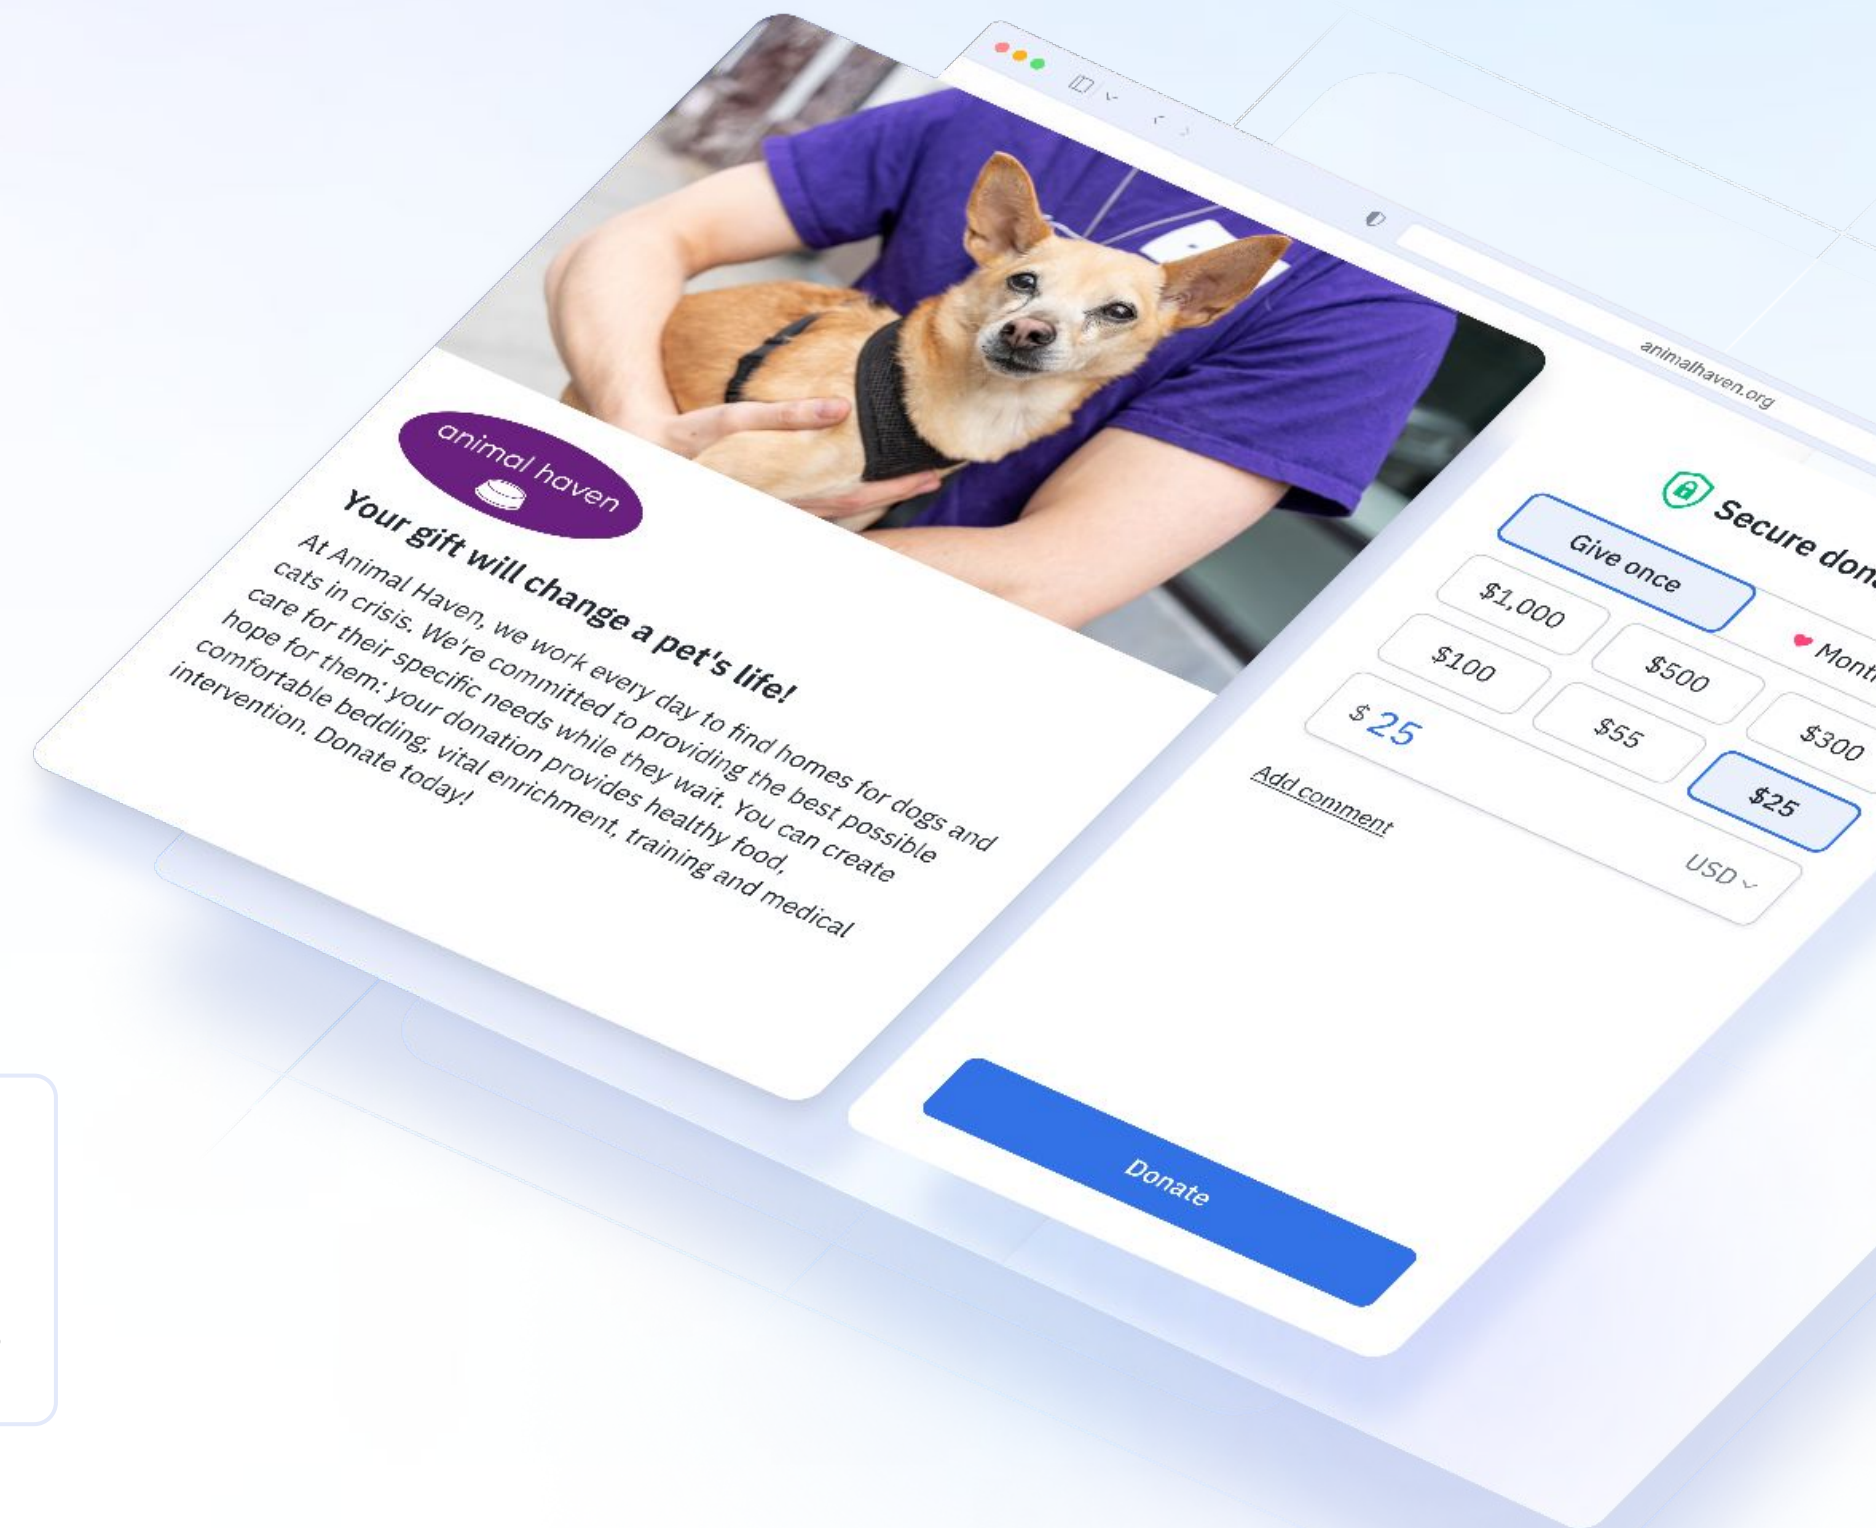 animalhaven.org
animal haven
Your gift will change a pet's life!
At Animal Haven, we work every day to find homes for dogs and
cats in crisis. We're committed to providing the best possible
care for their specific needs while they wait. You can create
hope for them: your donation provides healthy food,
comfortable bedding, vital enrichment, training and medical
intervention. Donate today!
Secure
Give once
$1,000
$500
$300
$100
$55
$25
$ 25
USD
Add comment
Donate